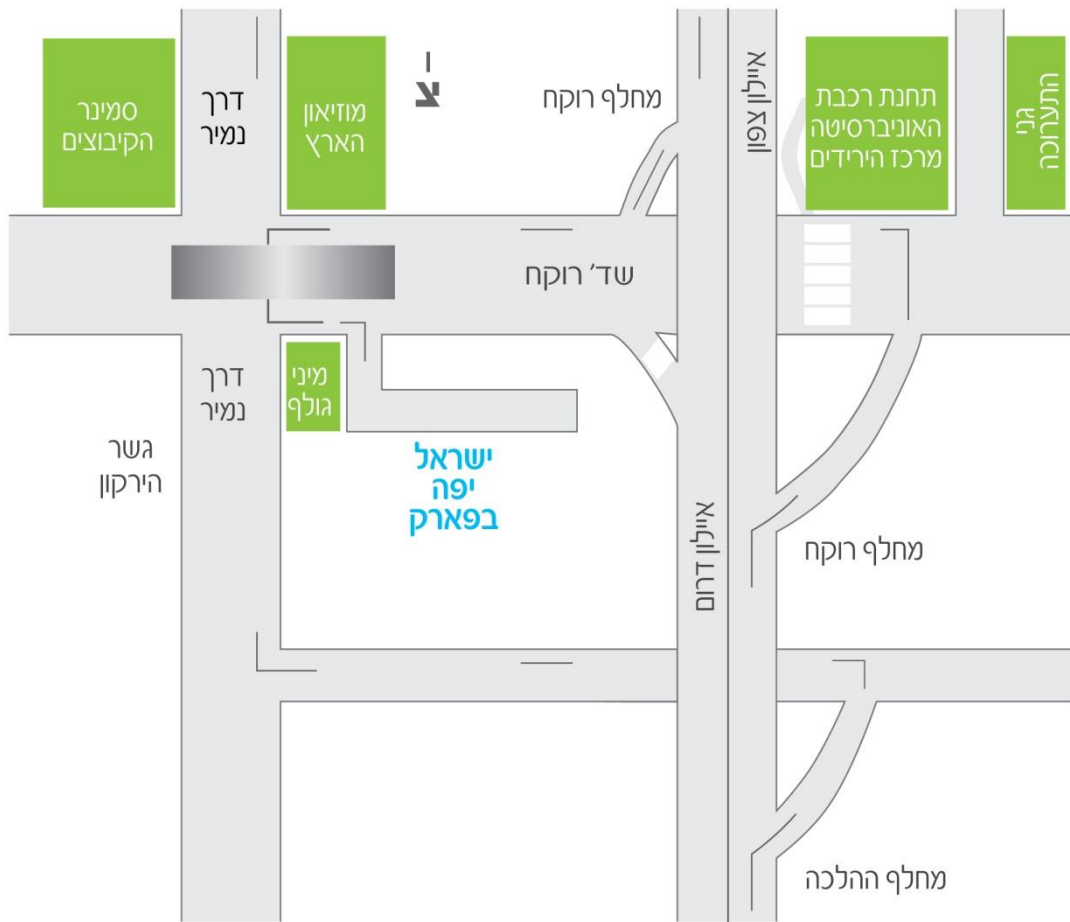 גני
התערוכה
תחנת רכבת
האוניברסיטה
מרכז הירידים
איילון צפון
מחלף רוקח
צ
מוזיאון
הארץ
דרך
נמיר
סמינר
הקיבוצים
שד' רוקח
מיני
גולף
דרך
נמיר
גשר
הירקון
ישראל
יפה
בפארק
איילון דרום
מחלף רוקח
מחלף ההלכה